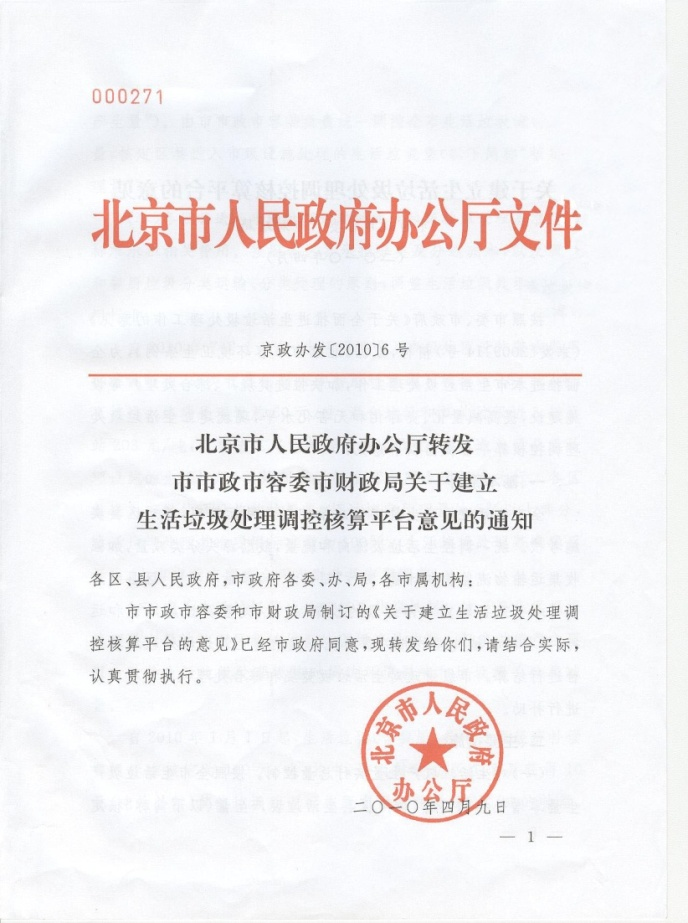 000271
北京市人民政府办公厅文件
京政办发〔2010〕6号
北京市人民政府办公厅转发
市市政市容委市财政局关于建立
生活垃圾处理调控核算平台意见的通知
各区、县人民政府,市政府各委、办、局,各市属机构:
市市政市容委和市财政局制订的《关于建立生活垃圾处理调
控核算平台的意见》已经市政府同意,现转发给你们,请结合实际,
认真贯彻执行。
北京市人民政府
办公厅
二〇一〇年四月九日
— 1 —